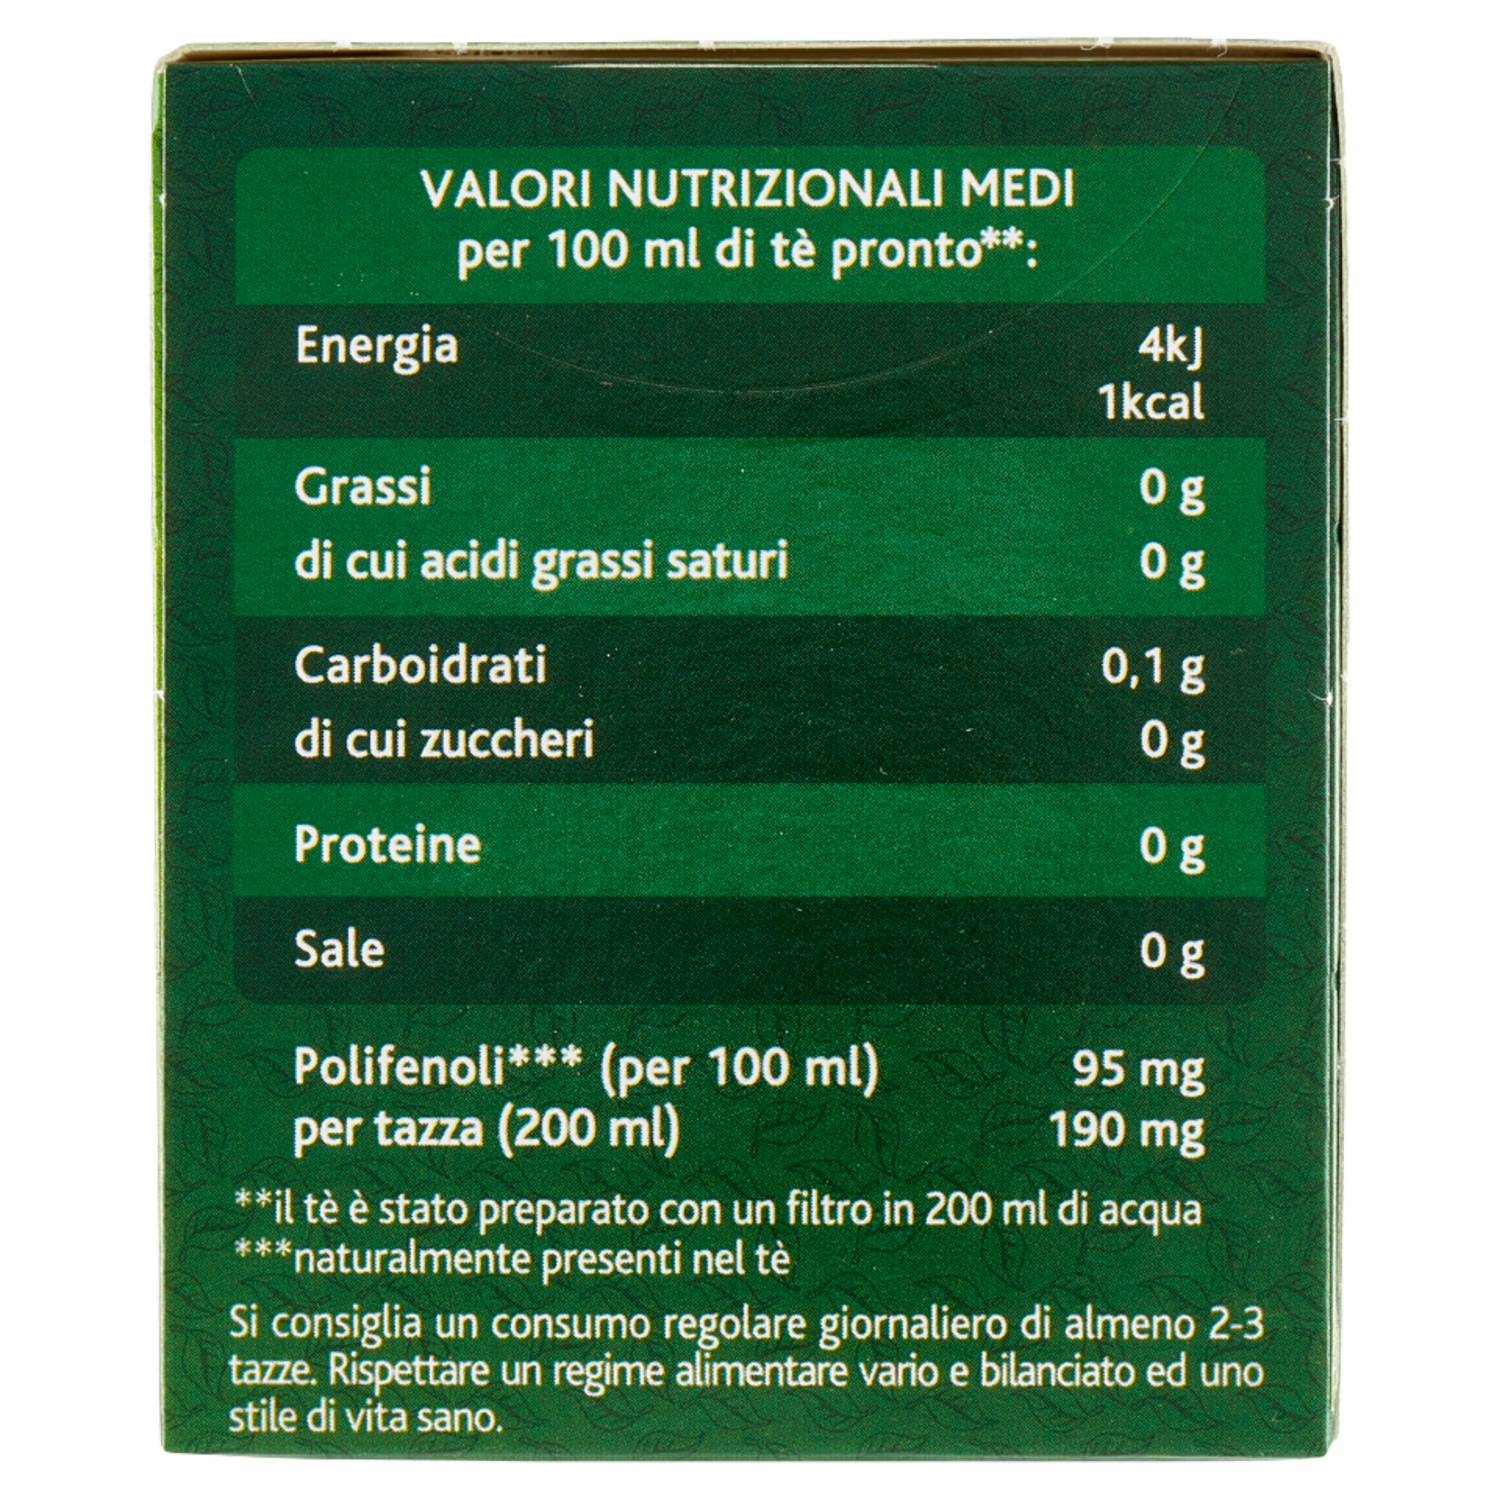 VALORI NUTRIZIONALI MEDI
per 100 ml di tè pronto**:
Energia 4kJ
1kcal
Grassi 0 g
di cui acidi grassi saturi 0 g
Carboidrati 0,1 g
di cui zuccheri 0 g
Proteine 0 g
Sale 0 g
Polifenoli*** (per 100 ml) 95 mg
per tazza (200 ml) 190 mg
**il tè è stato preparato con un filtro in 200 ml di acqua
***naturalmente presenti nel tè
Si consiglia un consumo regolare giornaliero di almeno 2-3
tazze. Rispettare un regime alimentare vario e bilanciato ed uno
stile di vita sano.